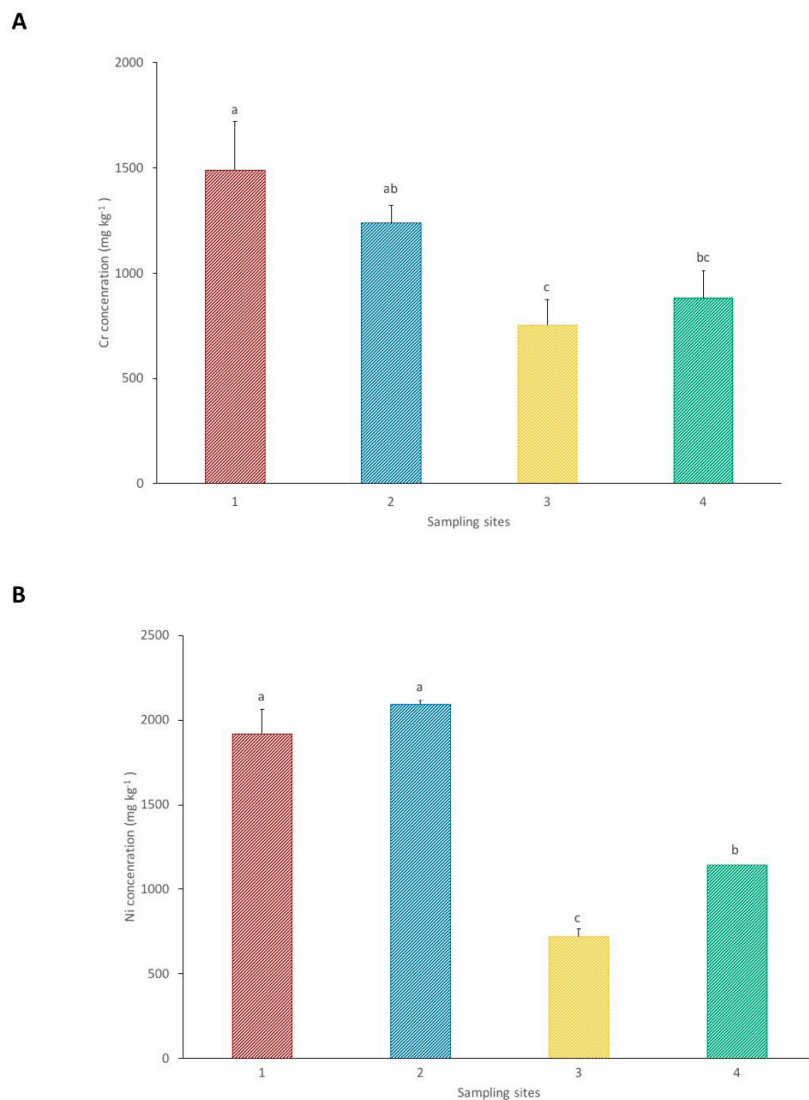 A
2000
1500
1000
500
0
Cr concenration (mg kg-1 )
a
ab
c
bc
1 2 3 4
Sampling sites
B
2500
2000
1500
1000
500
0
Ni concenration (mg kg-1 )
a
a
c
b
1 2 3 4
Sampling sites